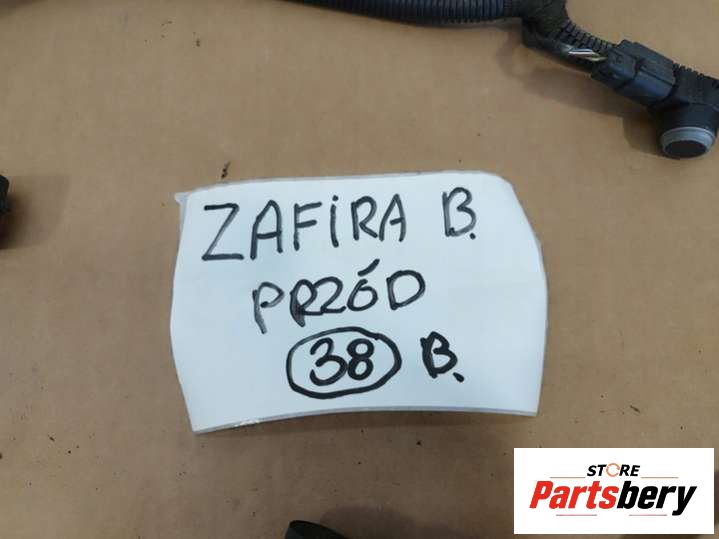 ZAFiRA B.
PRZÓD
38 B.
STORE
Partsbery